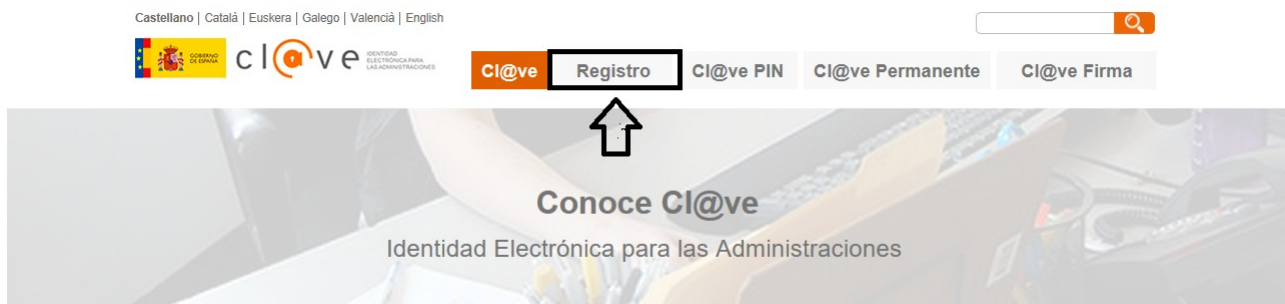 Castellano | Català | Euskera | Galego | Valencià | English
GOBIERNO DE ESPAÑA
cl@ve
IDENTIDAD
ELECTRÓNICA PARA
LAS ADMINISTRACIONES
Cl@ve Registro Cl@ve PIN Cl@ve Permanente Cl@ve Firma
Conoce Cl@ve
Identidad Electrónica para las Administraciones